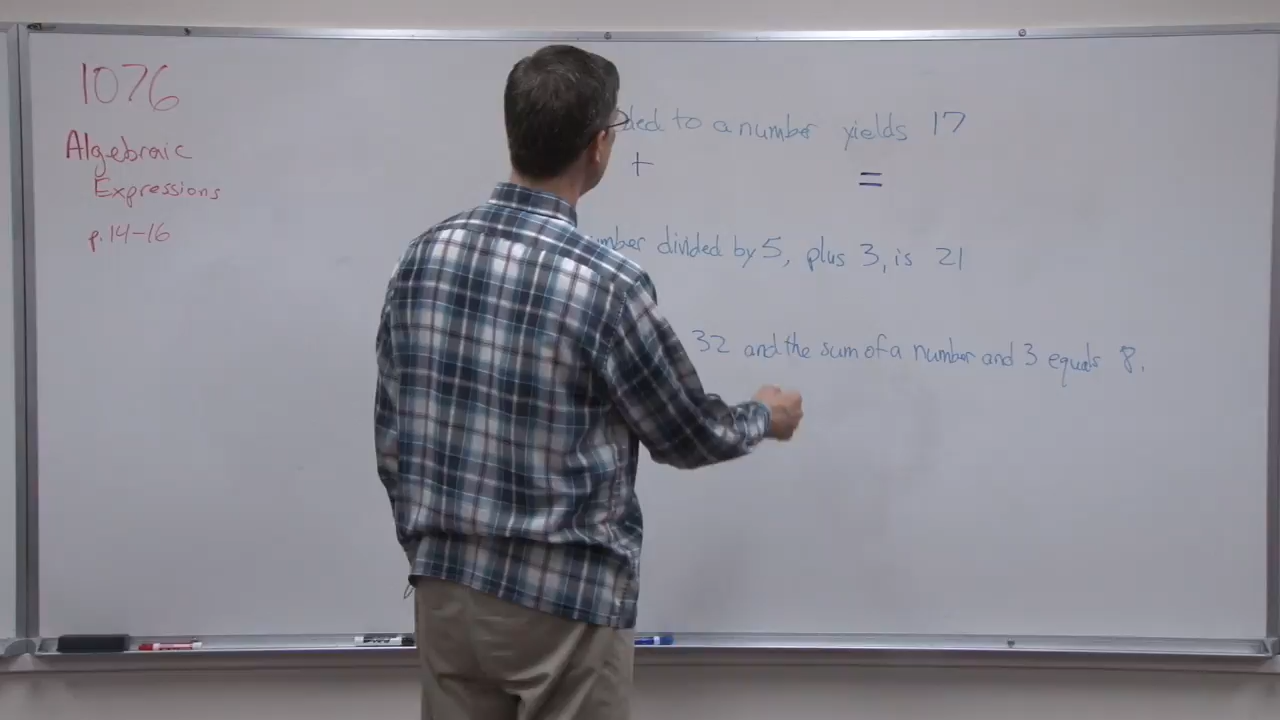 1076
Algebraic
Expressions
p. 14-16
ded to a number yields 17
+ =
mber divided by 5, plus 3, is 21
32 and the sum of a number and 3 equals 8.